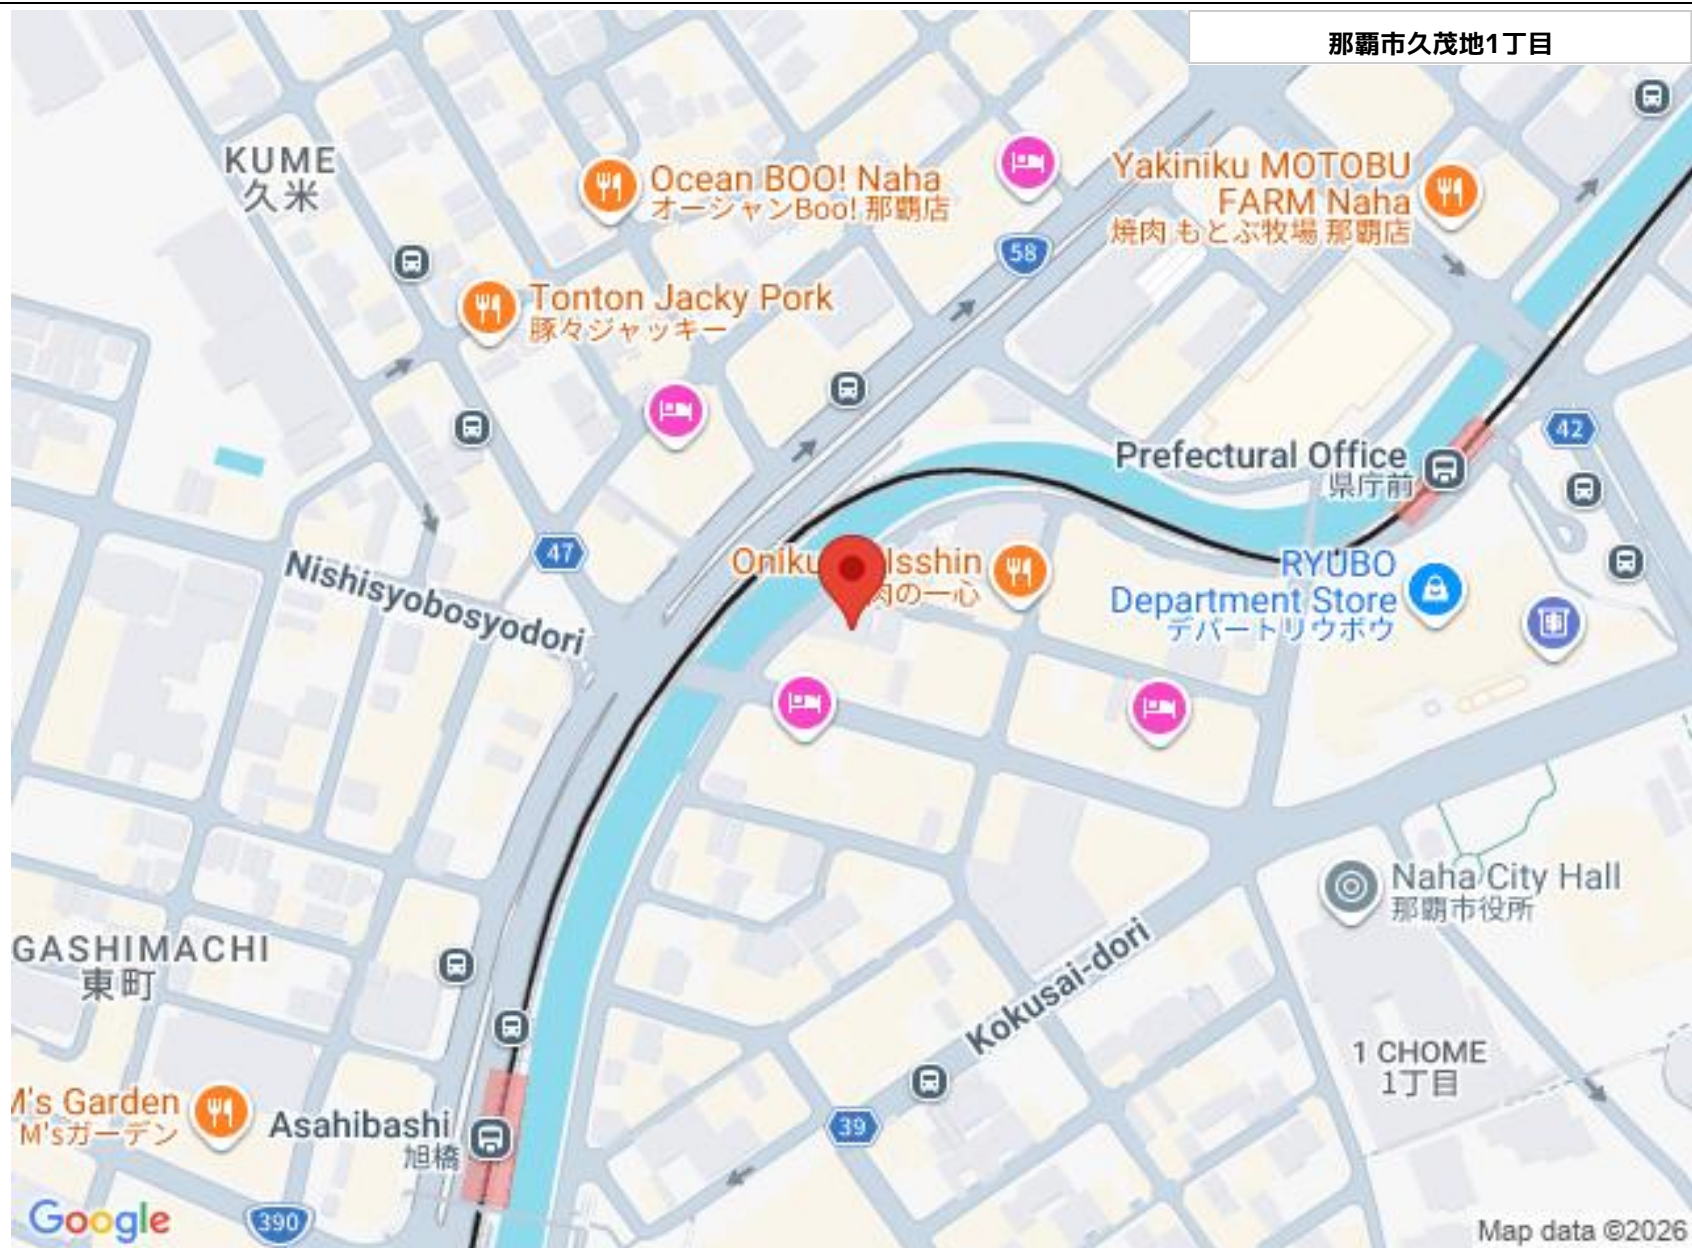 那覇市久茂地1丁目
KUME
久米
Ocean BOO! Naha
オーシャンBoo! 那覇店
Yakiniku MOTOBU
FARM Naha
焼肉 もとぶ牧場 那覇店
58
Tonton Jacky Pork
豚々ジャッキー
42
Prefectural Office
県庁前
47
Nishisyobosyodori
Isshin
肉の一心
RYUBO
Department Store
デパートリウボウ
Naha City Hall
那覇市役所
GASHIMACHI
東町
Kokusai-dori
1 CHOME
1丁目
M's Garden
M'sガーデン
Asahibashi
旭橋
39
390
Google
Map data ©2026